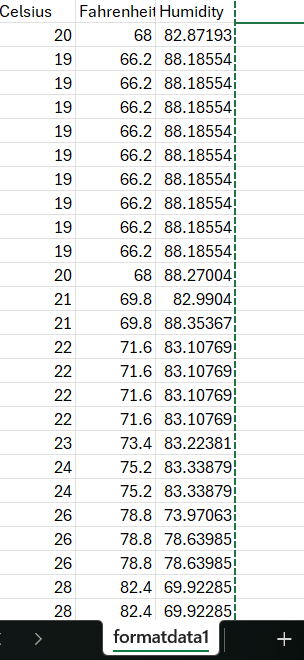 Celsius Fahrenheit Humidity
20 68 82.87193
19 66.2 88.18554
19 66.2 88.18554
19 66.2 88.18554
19 66.2 88.18554
19 66.2 88.18554
19 66.2 88.18554
19 66.2 88.18554
19 66.2 88.18554
19 66.2 88.18554
20 68 88.27004
21 69.8 82.9904
21 69.8 88.35367
22 71.6 83.10769
22 71.6 83.10769
22 71.6 83.10769
22 71.6 83.10769
23 73.4 83.22381
24 75.2 83.33879
24 75.2 83.33879
26 78.8 73.97063
26 78.8 78.63985
26 78.8 78.63985
28 82.4 69.92285
28 82.4 69.92285
formatdata1